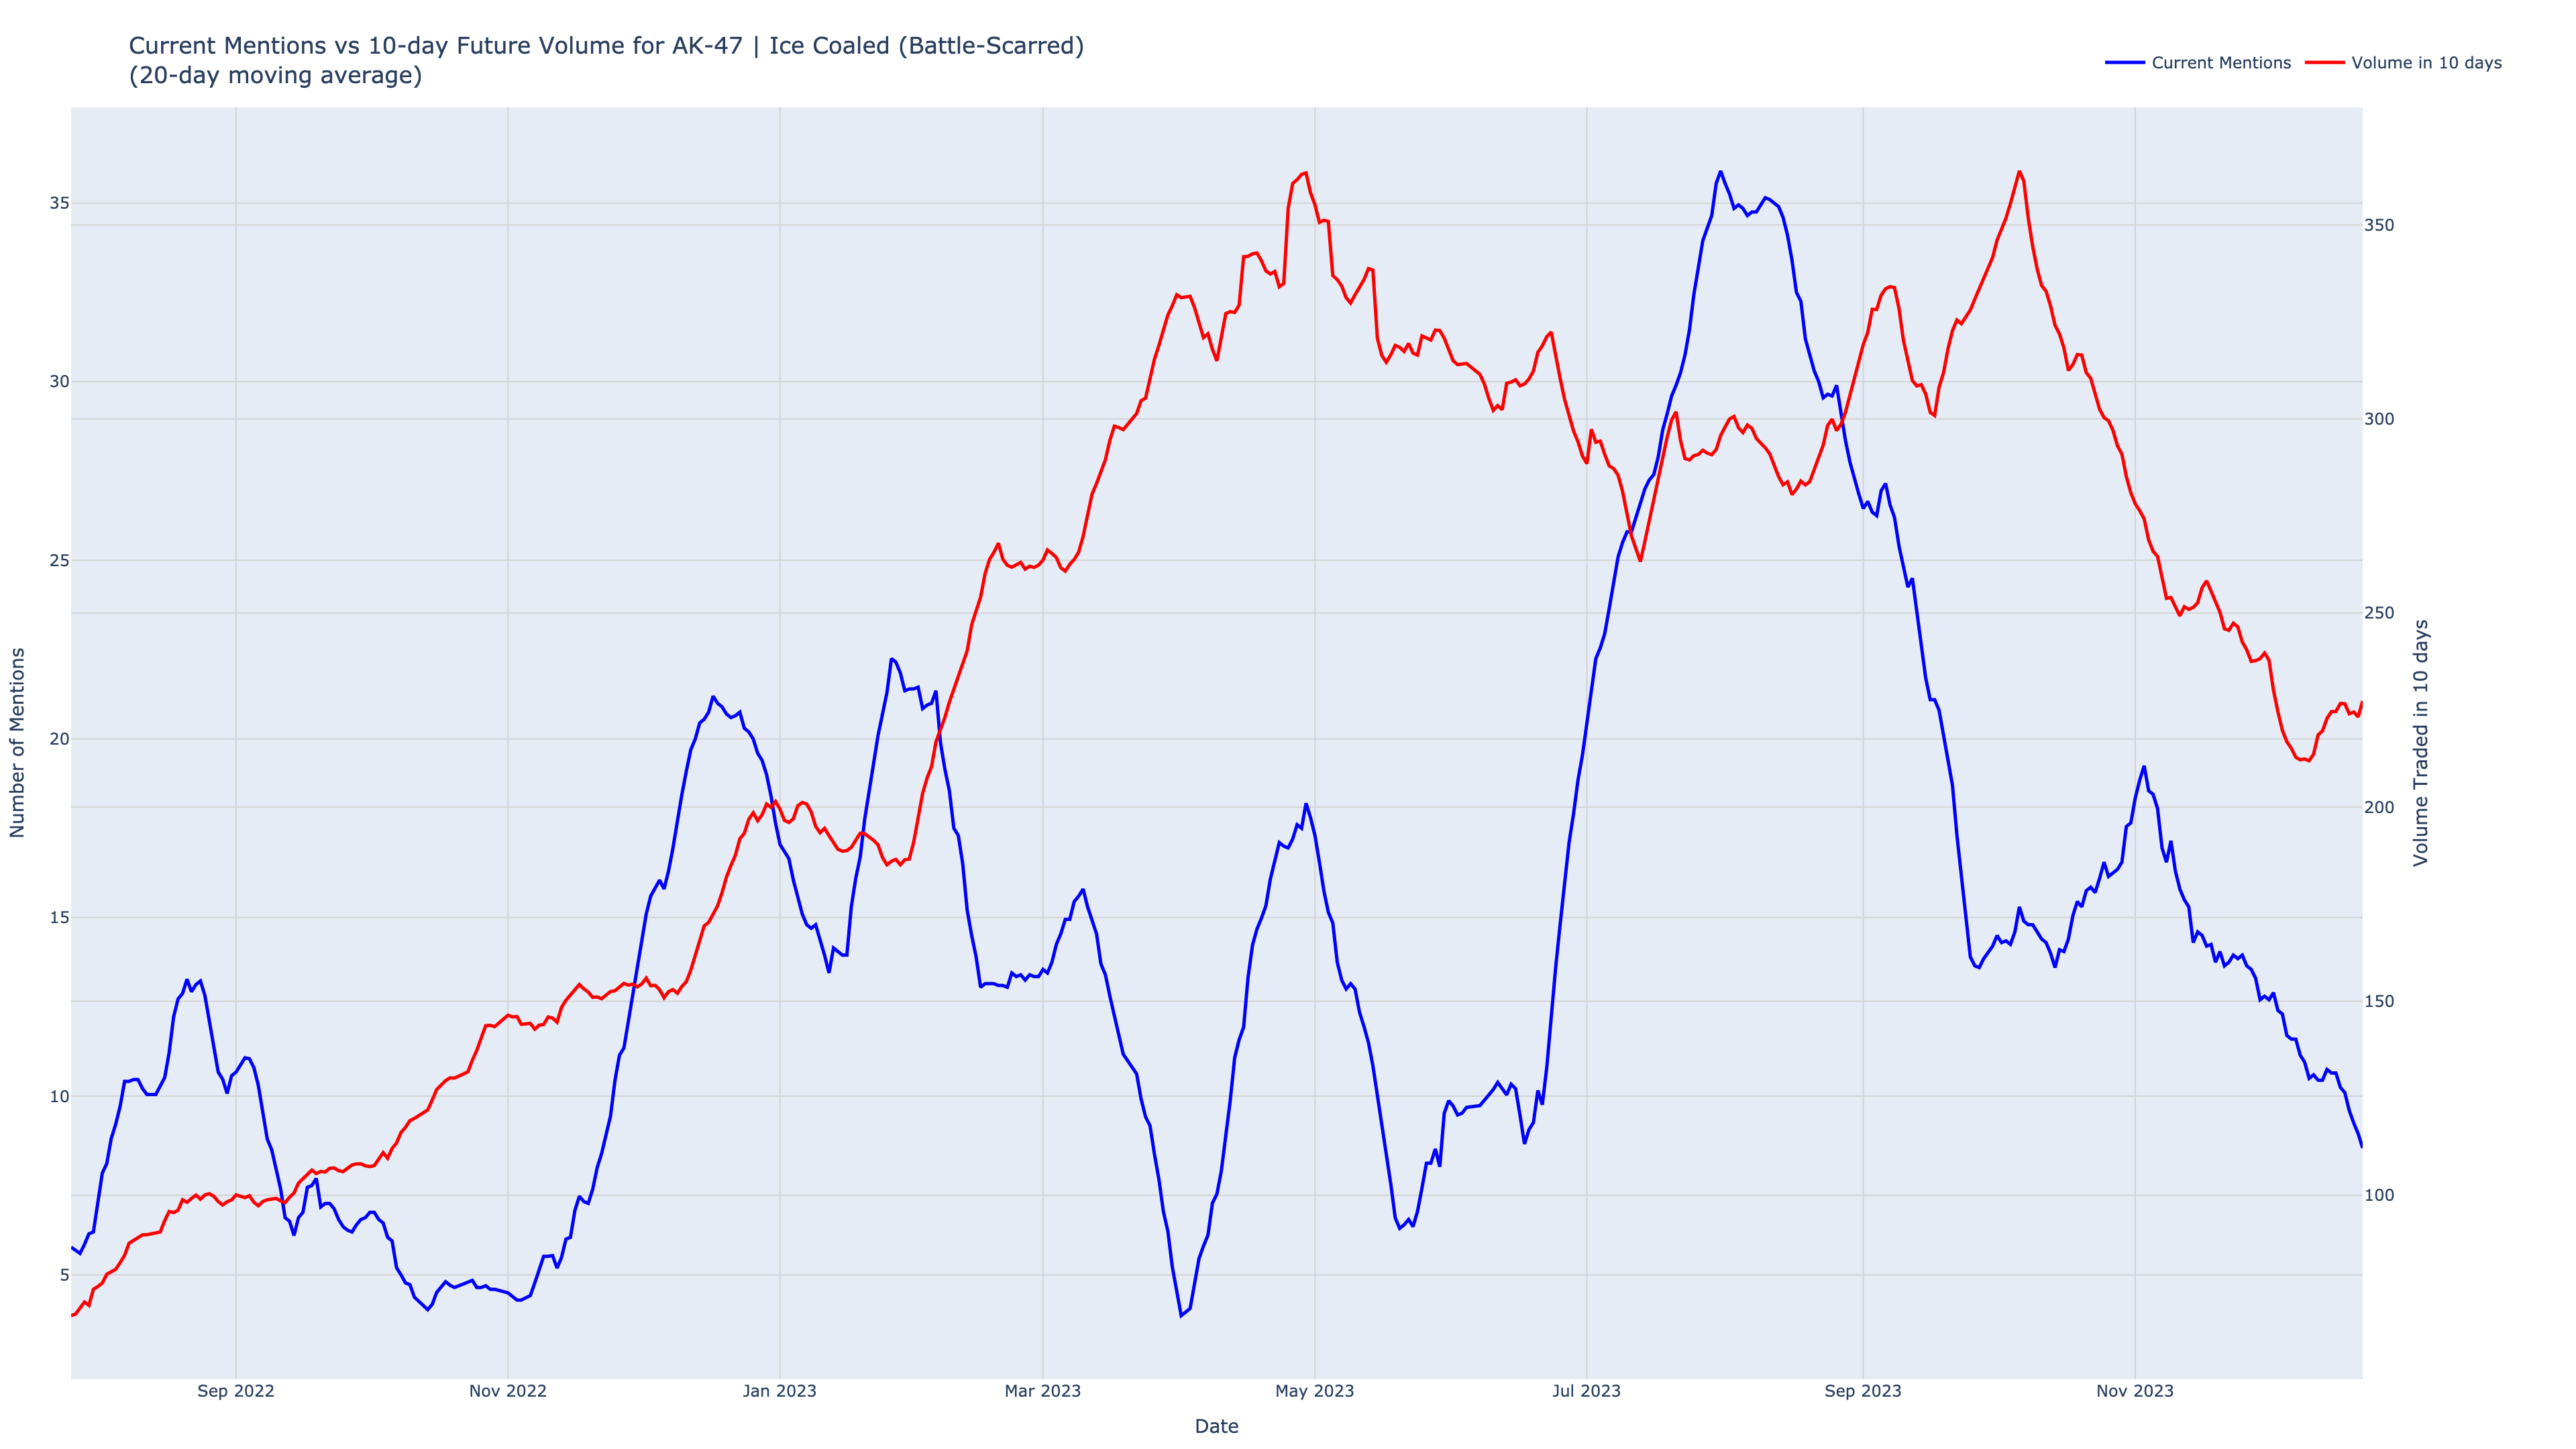 Current Mentions vs 10-day Future Volume for AK-47 | Ice Coaled (Battle-Scarred)
(20-day moving average)
Current Mentions
Volume in 10 days
35
30
25
20
15
10
5
Number of Mentions
350
300
250
200
150
100
Volume Traded in 10 days
Sep 2022
Nov 2022
Jan 2023
Mar 2023
May 2023
Jul 2023
Sep 2023
Nov 2023
Date